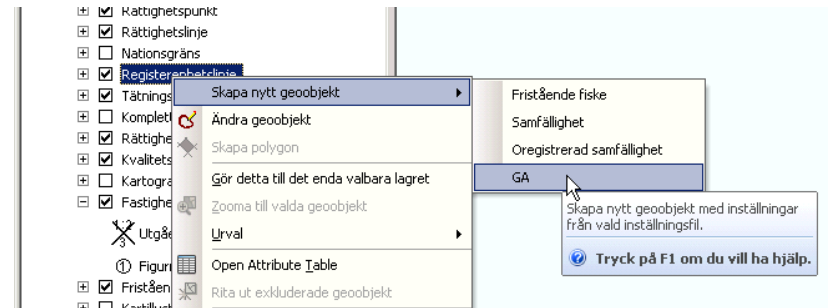 Rättighetspunkt
Rättighetslinje
Nationsgräns
Registerenhetslinje
Tätnings
Skapa nytt geoobjekt
Fristående fiske
Komplett
Ändra geoobjekt
Samfällighet
Rättighe
Skapa polygon
Oregistrerad samfällighet
Kvalitets
Gör detta till det enda valbara lagret
GA
Kartogra
Fastighe
Zooma till valda geoobjekt
Skapa nytt geoobjekt med inställningar
från vald inställningsfil.
Utgåe
Urval
Tryck på F1 om du vill ha hjälp.
1 Figuri
Open Attribute Table
Friståen
Rita ut exkluderade geoobjekt